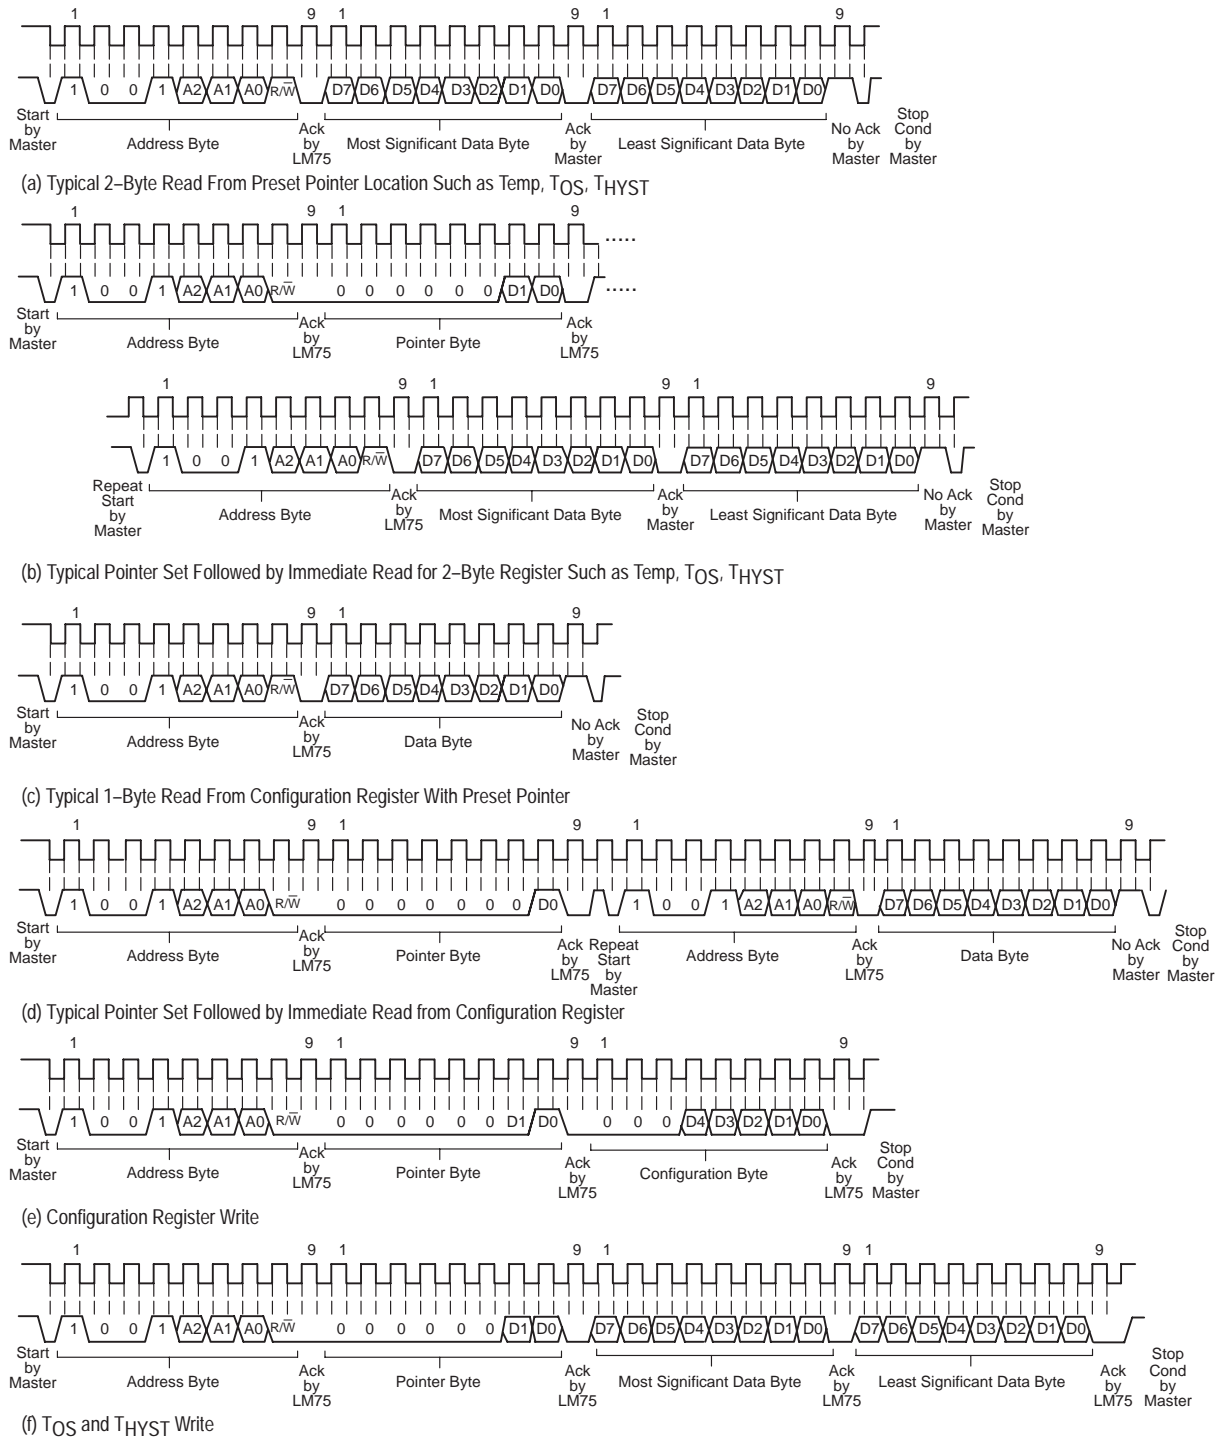 1 9 1 9 1 9
1 0 0 1 A2 A1 A0 R/W D7 D6 D5 D4 D3 D2 D1 D0 D7 D6 D5 D4 D3 D2 D1 D0
Start by Master
Address Byte
Ack by LM75
Most Significant Data Byte
Ack by Master
Least Significant Data Byte
No Ack by Master
Stop Cond by Master
(a) Typical 2–Byte Read From Preset Pointer Location Such as Temp, TOS, THYST
1 9 1 9
1 0 0 1 A2 A1 A0 R/W 0 0 0 0 0 0 D1 D0
Start by Master
Address Byte
Ack by LM75
Pointer Byte
Ack by LM75
1 9 1 9 1 9
1 0 0 1 A2 A1 A0 R/W D7 D6 D5 D4 D3 D2 D1 D0 D7 D6 D5 D4 D3 D2 D1 D0
Repeat Start by Master
Address Byte
Ack by LM75
Most Significant Data Byte
Ack by Master
Least Significant Data Byte
No Ack by Master
Stop Cond by Master
(b) Typical Pointer Set Followed by Immediate Read for 2–Byte Register Such as Temp, TOS, THYST
1 9 1 9
1 0 0 1 A2 A1 A0 R/W D7 D6 D5 D4 D3 D2 D1 D0
Start by Master
Address Byte
Ack by LM75
Data Byte
No Ack by Master
Stop Cond by Master
(c) Typical 1–Byte Read From Configuration Register With Preset Pointer
1 9 1 9 1 9 1 9
1 0 0 1 A2 A1 A0 R/W 0 0 0 0 0 0 0 D0 1 0 0 1 A2 A1 A0 R/W D7 D6 D5 D4 D3 D2 D1 D0
Start by Master
Address Byte
Ack by LM75
Pointer Byte
Ack by LM75
Repeat Start by Master
Address Byte
Ack by LM75
Data Byte
No Ack by Master
Stop Cond by Master
(d) Typical Pointer Set Followed by Immediate Read from Configuration Register
1 9 1 9 1 9
1 0 0 1 A2 A1 A0 R/W 0 0 0 0 0 0 D1 D0 0 0 0 D4 D3 D2 D1 D0
Start by Master
Address Byte
Ack by LM75
Pointer Byte
Ack by LM75
Configuration Byte
Ack by LM75
Stop Cond by Master
(e) Configuration Register Write
1 9 1 9 1 9 1 9
1 0 0 1 A2 A1 A0 R/W 0 0 0 0 0 0 D1 D0 D7 D6 D5 D4 D3 D2 D1 D0 D7 D6 D5 D4 D3 D2 D1 D0
Start by Master
Address Byte
Ack by LM75
Pointer Byte
Ack by LM75
Most Significant Data Byte
Ack by LM75
Least Significant Data Byte
Ack by LM75
Stop Cond by Master
(f) TOS and THYST Write